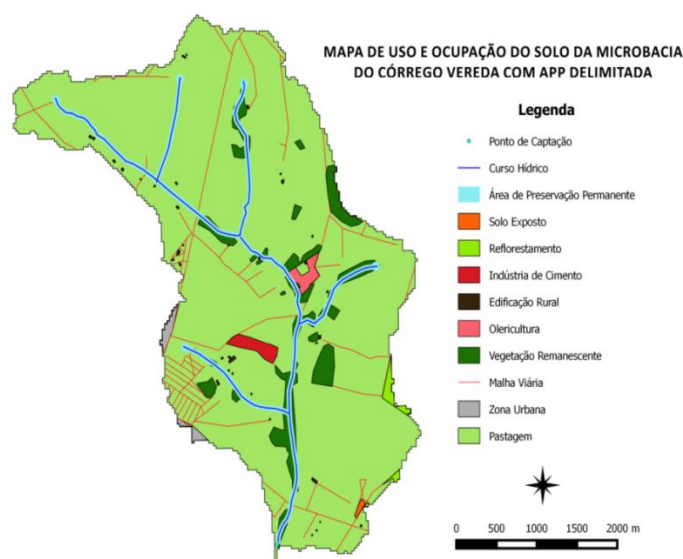 MAPA DE USO E OCUPAÇÃO DO SOLO DA MICROBACIA
DO CÓRREGO VEREDA COM APP DELIMITADA
Legenda
Ponto de Captação
Curso Hídrico
Área de Preservação Permanente
Solo Exposto
Reflorestamento
Indústria de Cimento
Edificação Rural
Olericultura
Vegetação Remanescente
Malha Viária
Zona Urbana
Pastagem
0 500 1000 1500 2000 m